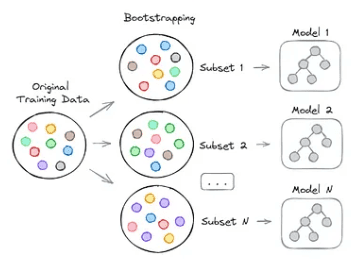 Bootstrapping
Original
Training Data
Subset 1
Model 1
Subset 2
Model 2
...
Subset N
Model N